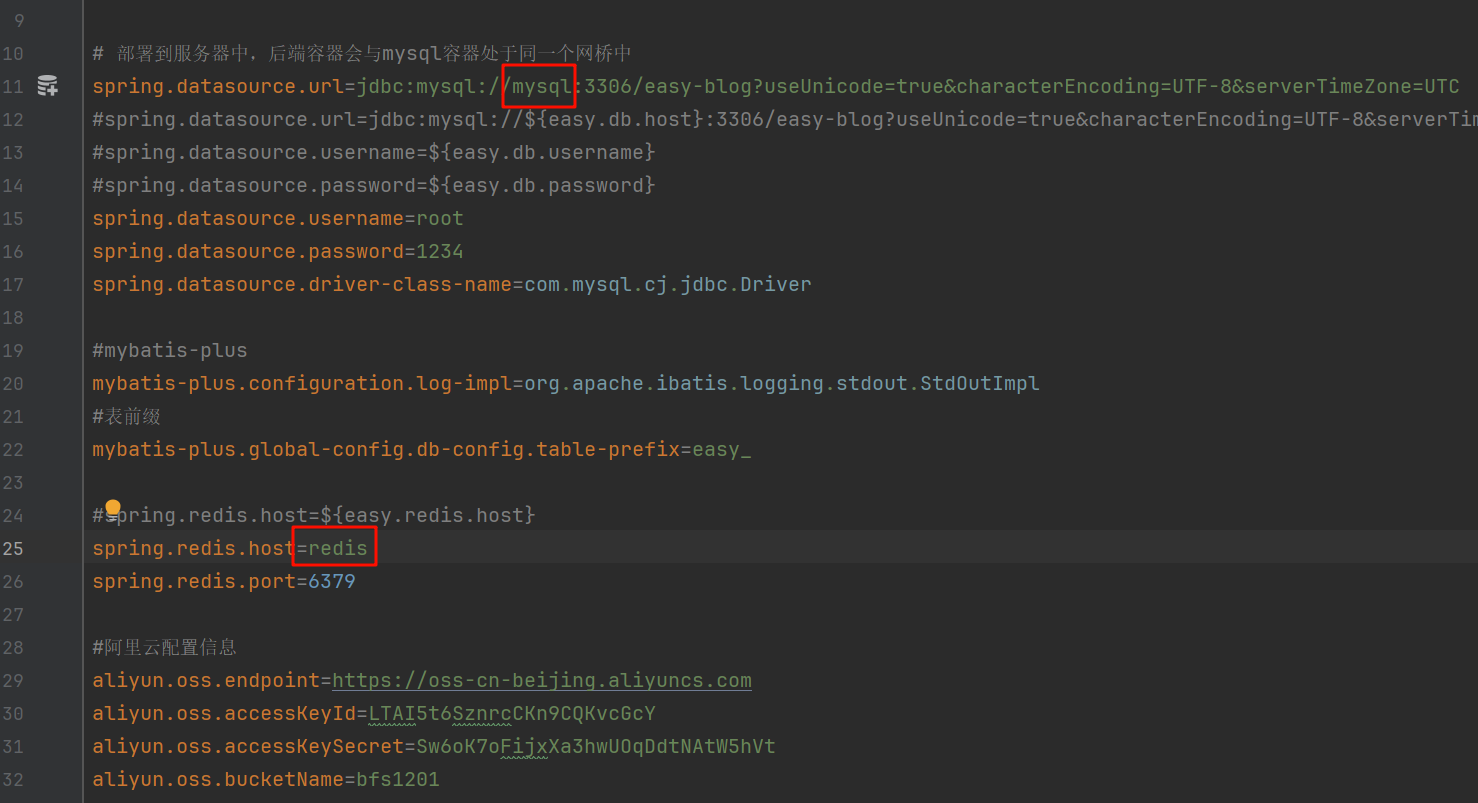 9
10 # 部署到服务器中，后端容器会与mysql容器处于同一个网桥中
11 spring.datasource.url=jdbc:mysql://mysql:3306/easy-blog?useUnicode=true&characterEncoding=UTF-8&serverTimeZone=UTC
12 #spring.datasource.url=jdbc:mysql://${easy.db.host}:3306/easy-blog?useUnicode=true&characterEncoding=UTF-8&serverTim
13 #spring.datasource.username=${easy.db.username}
14 #spring.datasource.password=${easy.db.password}
15 spring.datasource.username=root
16 spring.datasource.password=1234
17 spring.datasource.driver-class-name=com.mysql.cj.jdbc.Driver
18
19 #mybatis-plus
20 mybatis-plus.configuration.log-impl=org.apache.ibatis.logging.stdout.StdOutImpl
21 #表前缀
22 mybatis-plus.global-config.db-config.table-prefix=easy_
23
24 #spring.redis.host=${easy.redis.host}
25 spring.redis.host=redis
26 spring.redis.port=6379
27
28 #阿里云配置信息
29 aliyun.oss.endpoint=https://oss-cn-beijing.aliyuncs.com
30 aliyun.oss.accessKeyId=LTAI5t6SznrcCKn9CQKvcGcY
31 aliyun.oss.accessKeySecret=Sw6oK7oFijxXa3hwUOqDdtNAtW5hVt
32 aliyun.oss.bucketName=bfs1201